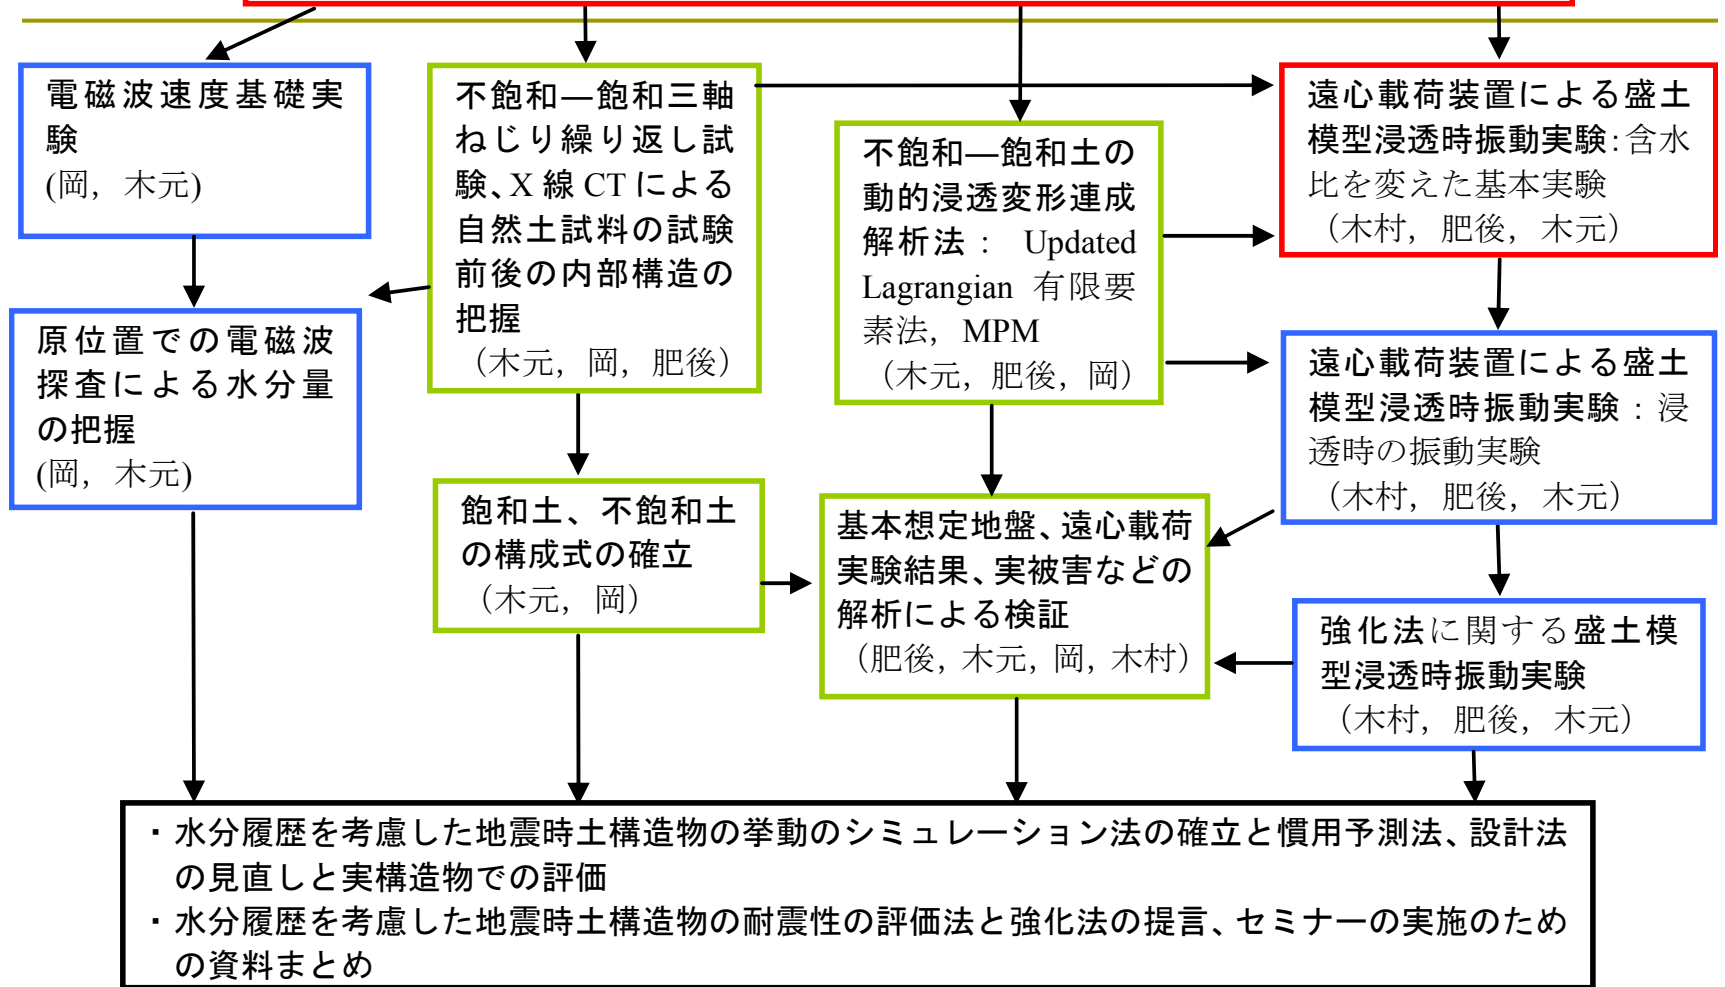 電磁波速度基礎実
験
(岡，木元)
原位置での電磁波
探査による水分量
の把握
(岡，木元)
不飽和―飽和三軸
ねじり繰り返し試
験、X 線 CT による
自然土試料の試験
前後の内部構造の
把握
（木元，岡，肥後）
飽和土、不飽和土
の構成式の確立
（木元，岡）
不飽和―飽和土の
動的浸透変形連成
解析法： Updated
Lagrangian 有限要
素法，MPM
（木元，肥後，岡）
基本想定地盤、遠心載荷
実験結果、実被害などの
解析による検証
（肥後，木元，岡，木村）
遠心載荷装置による盛土
模型浸透時振動実験：含水
比を変えた基本実験
（木村，肥後，木元）
遠心載荷装置による盛土
模型浸透時振動実験：浸
透時の振動実験
（木村，肥後，木元）
強化法に関する盛土模
型浸透時振動実験
（木村，肥後，木元）
・水分履歴を考慮した地震時土構造物の挙動のシミュレーション法の確立と慣用予測法、設計法
の見直しと実構造物での評価
・水分履歴を考慮した地震時土構造物の耐震性の評価法と強化法の提言、セミナーの実施のため
の資料まとめ